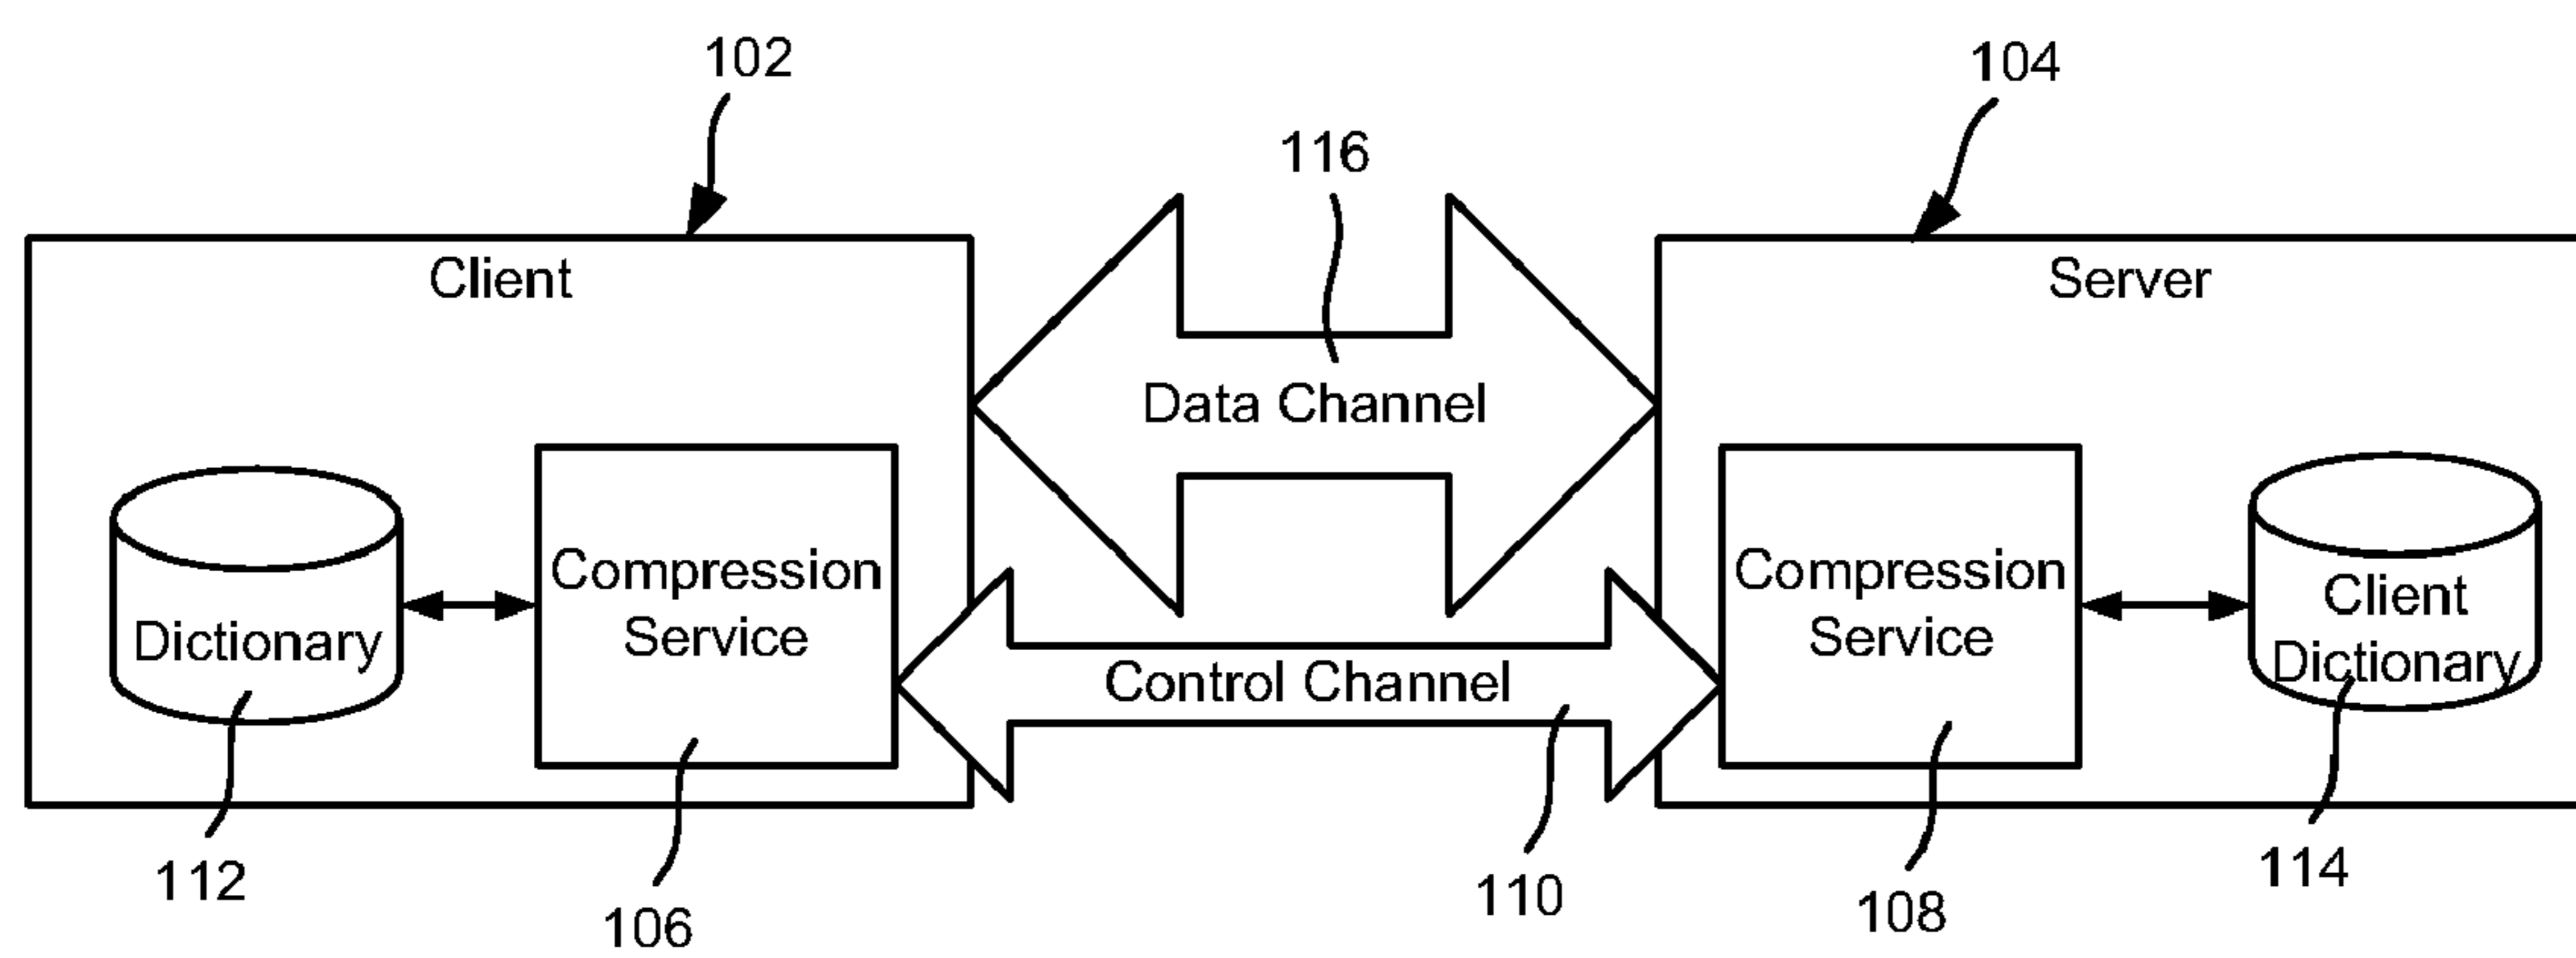 102
104
116
Client
Server
Data Channel
Dictionary
Compression
Service
Control Channel
Compression
Service
Client
Dictionary
112
106
110
108
114